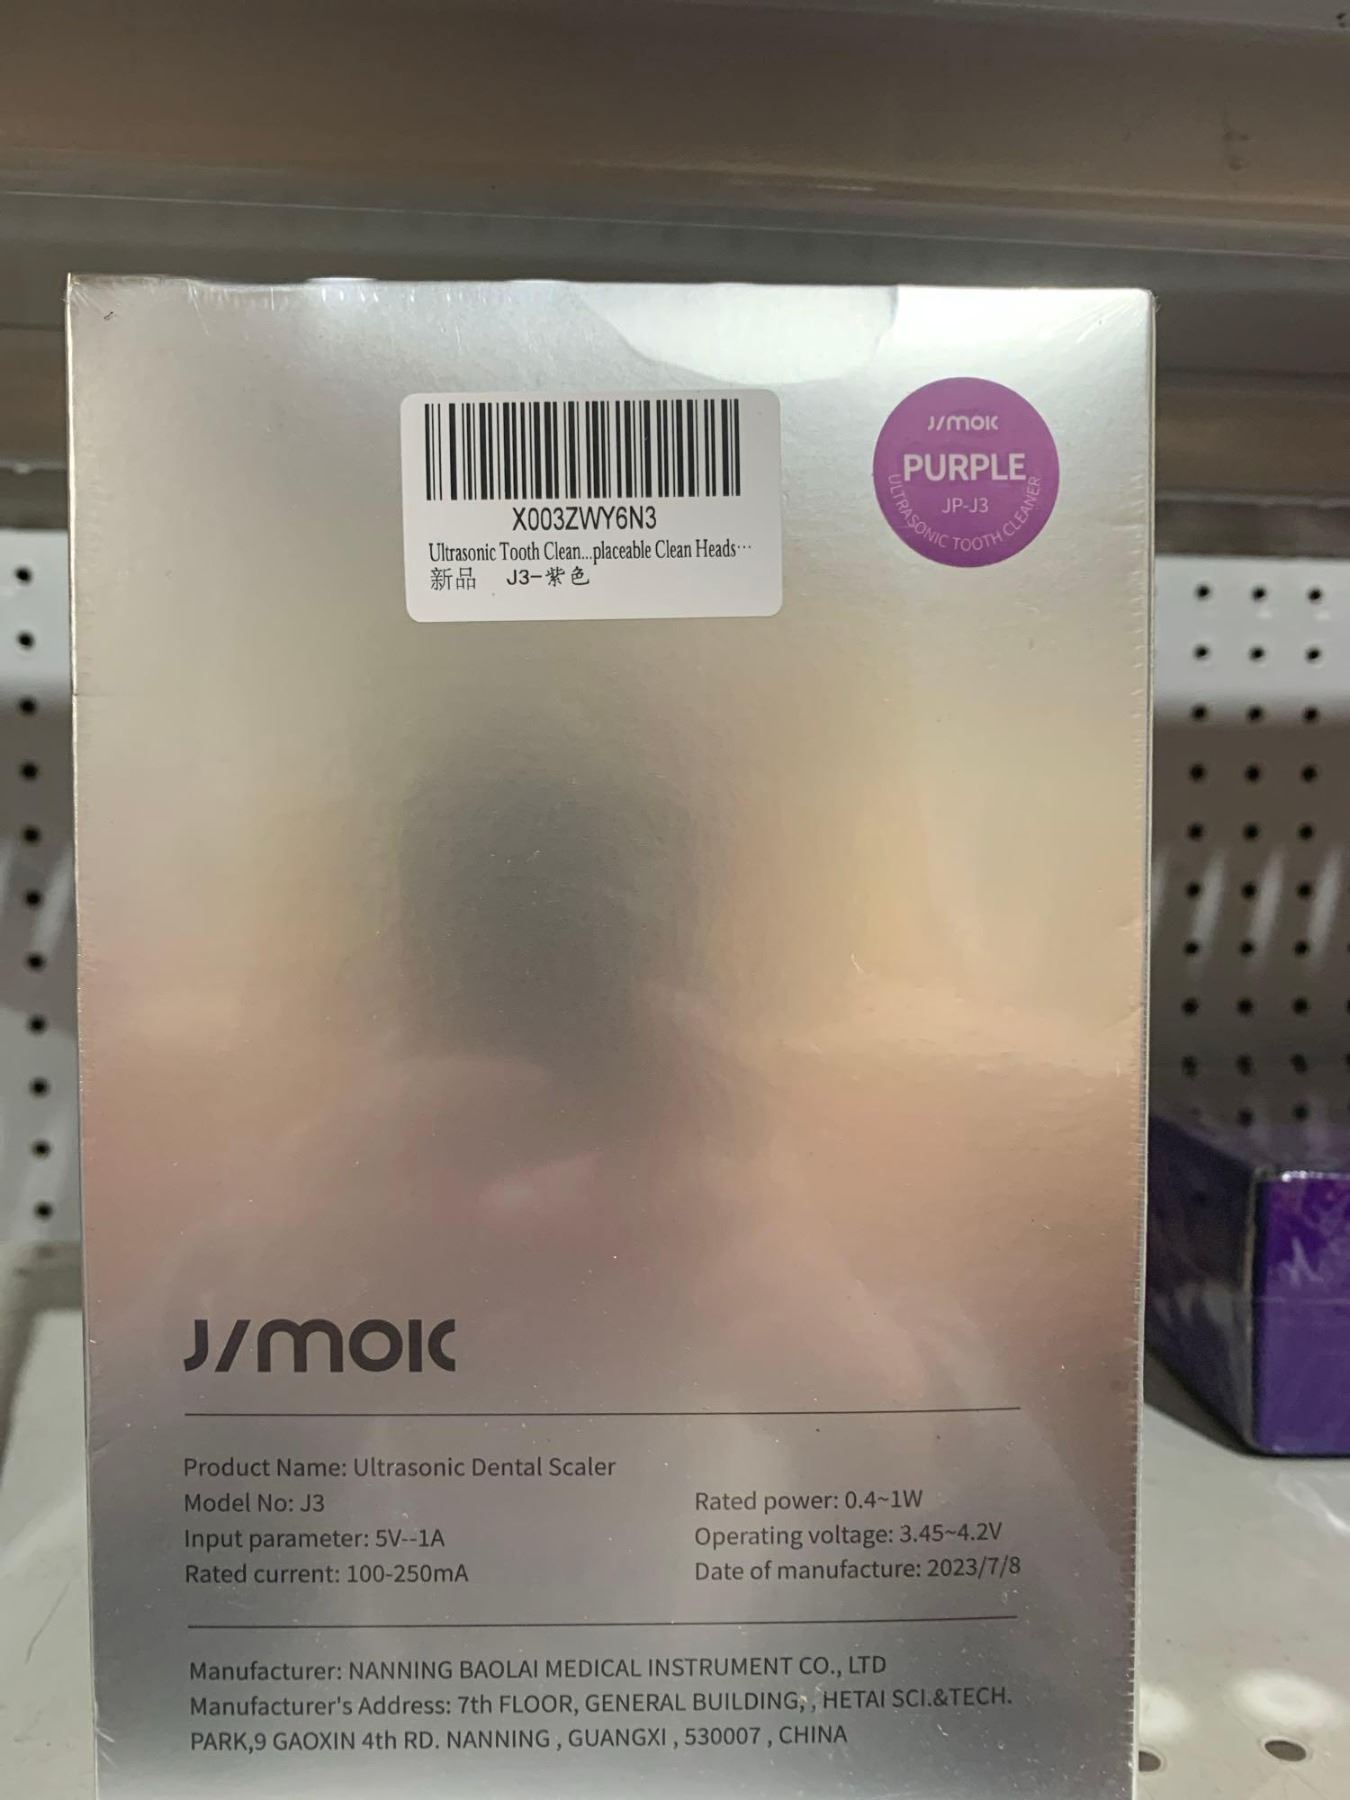 X003ZWY6N3
Ultrasonic Tooth Clean...placeable Clean Heads…
新品 J3-紫色
J/MOIC
PURPLE
JP-J3
ULTRASONIC TOOTH CLEANER
J/MOIC
Product Name: Ultrasonic Dental Scaler
Model No: J3
Input parameter: 5V--1A
Rated current: 100-250mA
Rated power: 0.4~1W
Operating voltage: 3.45~4.2V
Date of manufacture: 2023/7/8
Manufacturer: NANNING BAOLAI MEDICAL INSTRUMENT CO., LTD
Manufacturer's Address: 7th FLOOR, GENERAL BUILDING, , HETAI SCI.&TECH.
PARK,9 GAOXIN 4th RD. NANNING , GUANGXI , 530007 , CHINA